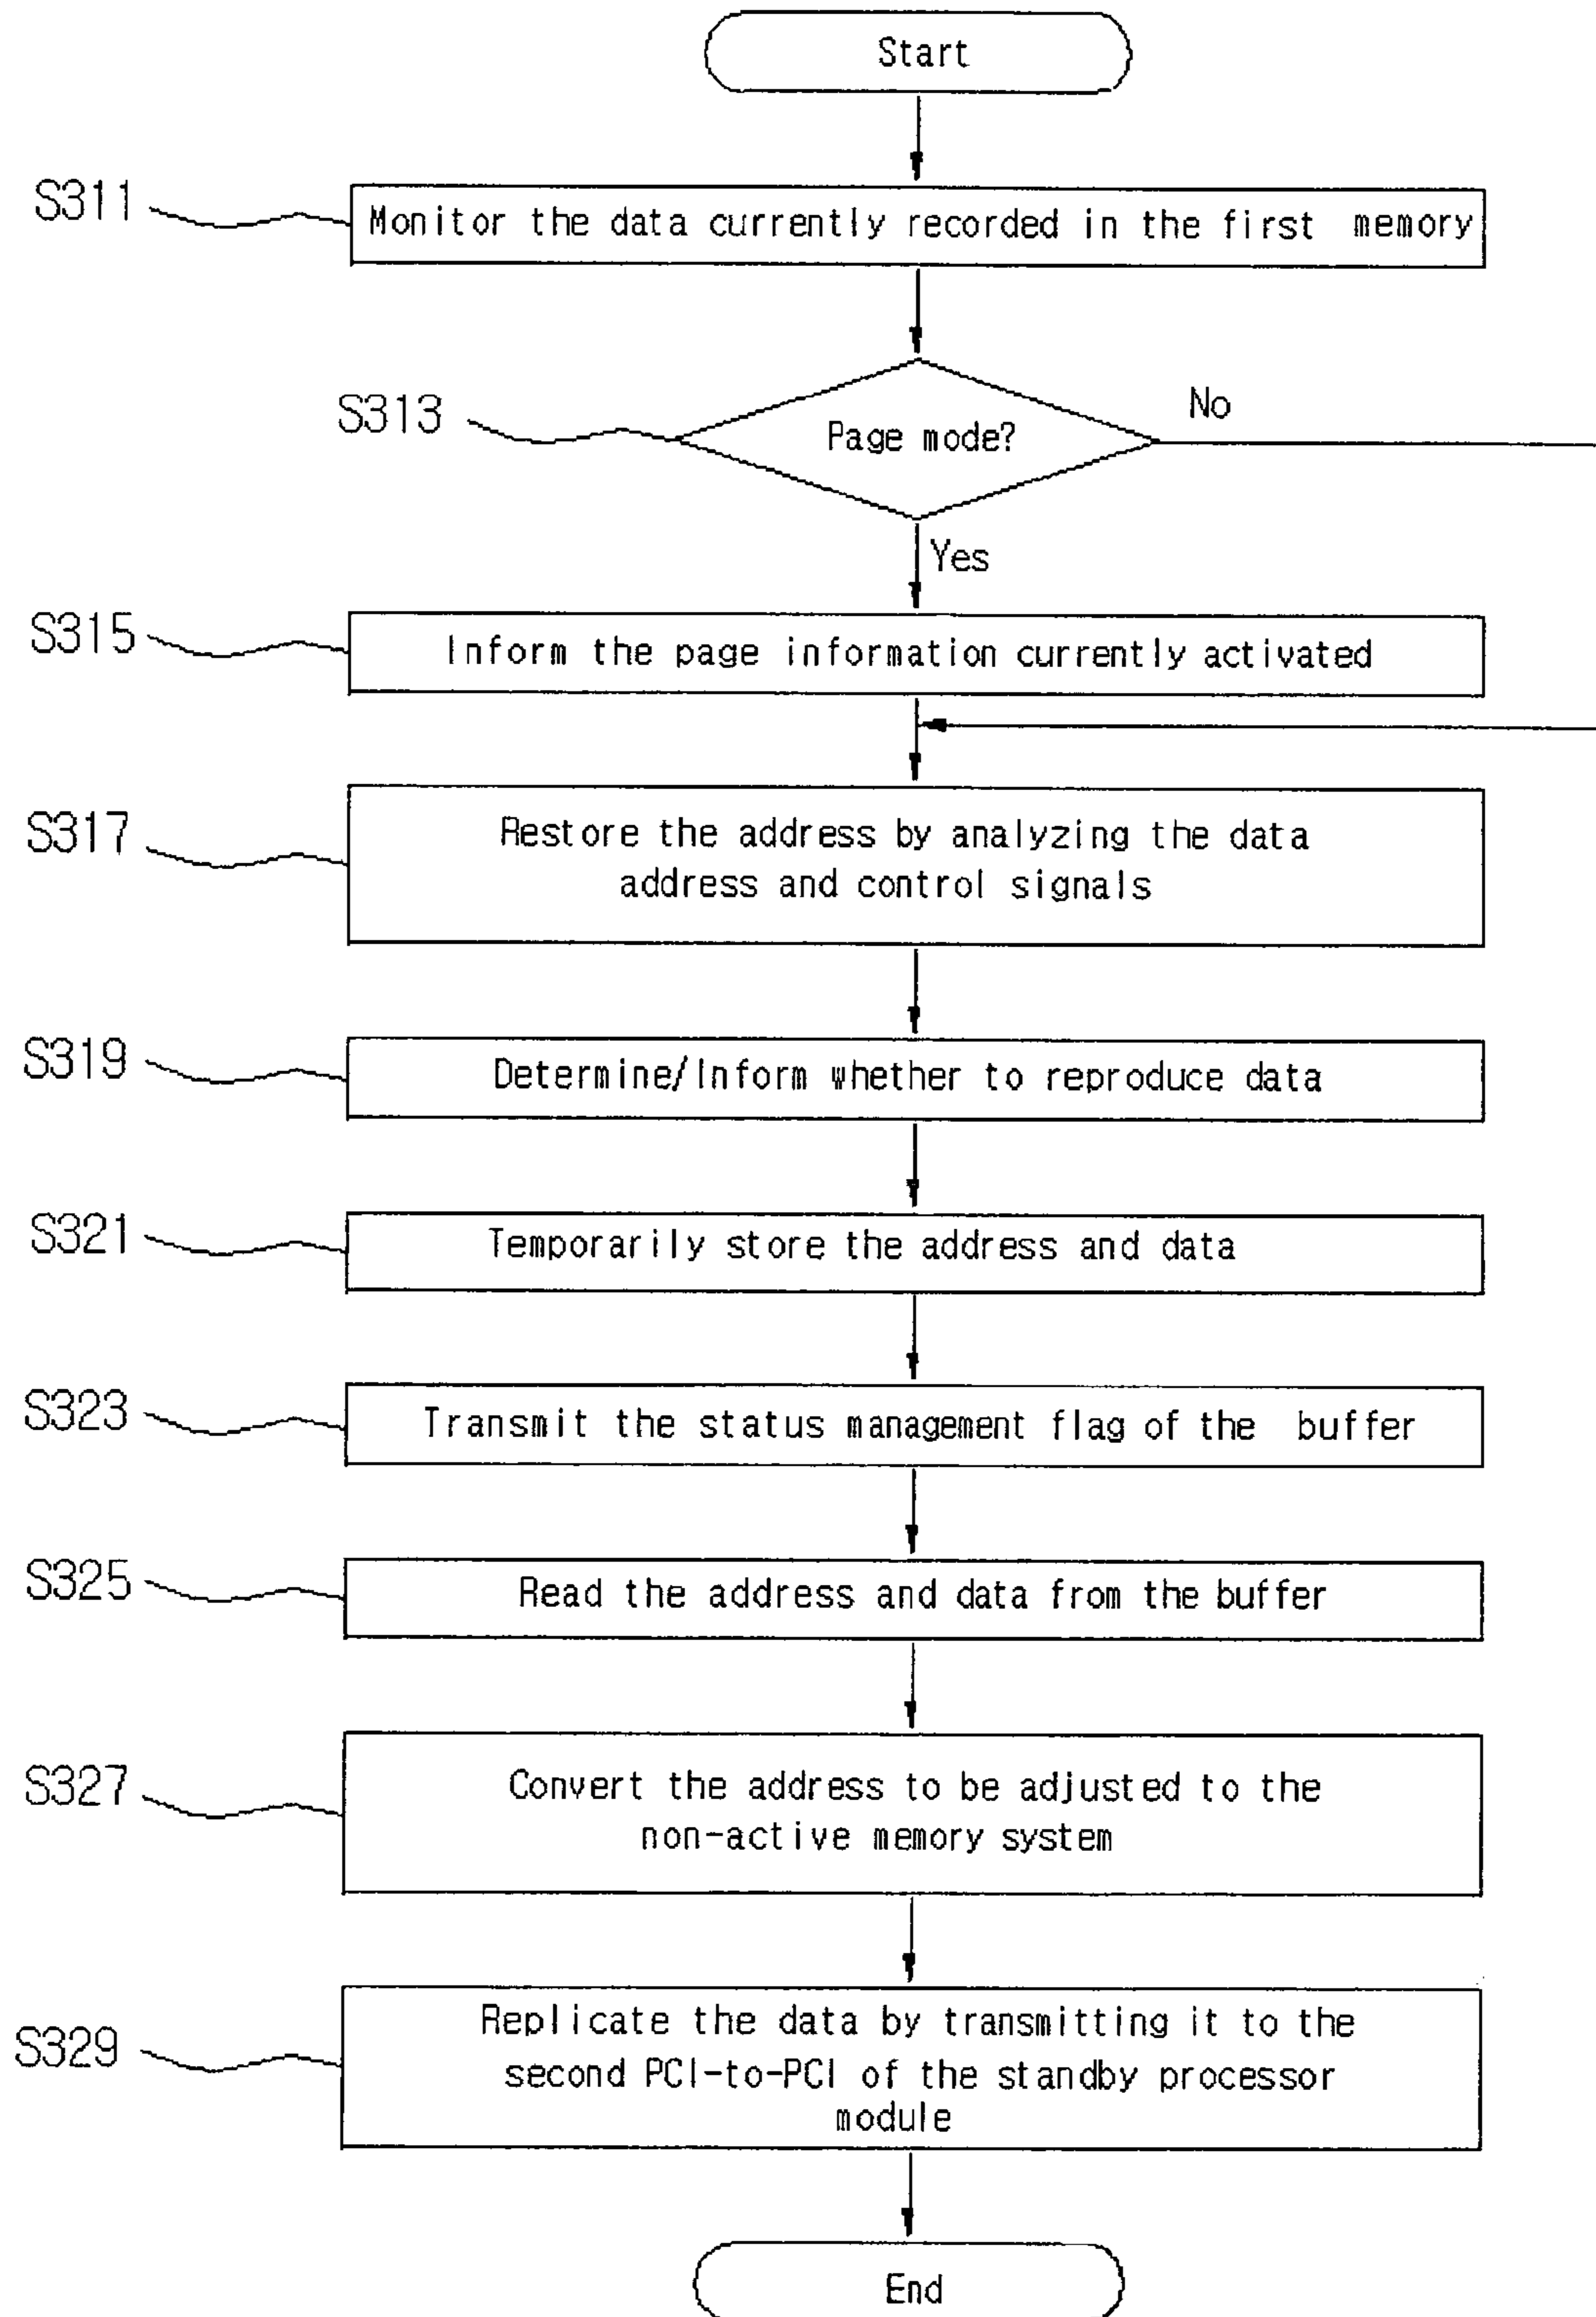 Start
S311
Monitor the data currently recorded in the first memory
S313
Page mode?
No
Yes
S315
Inform the page information currently activated
S317
Restore the address by analyzing the data
address and control signals
S319
Determine/Inform whether to reproduce data
S321
Temporarily store the address and data
S323
Transmit the status management flag of the buffer
S325
Read the address and data from the buffer
S327
Convert the address to be adjusted to the
non-active memory system
S329
Replicate the data by transmitting it to the
second PCI-to-PCI of the standby processor
module
End